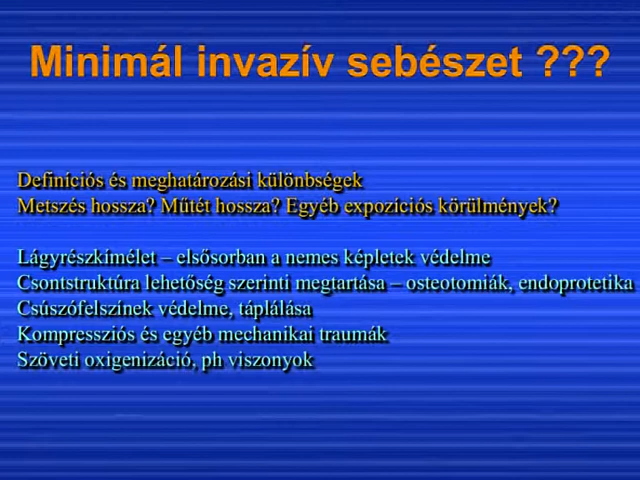 Minimál invazív sebészet ???
Definíciós és meghatározási különbségek
Metszés hossza? Műtét hossza? Egyéb expozíciós körülmények?
Lágyrészkímélet – elsősorban a nemes képletek védelme
Csontstruktúra lehetőség szerinti megtartása – osteotomiák, endoprotetika
Csúszófelszínek védelme, táplálása
Kompressziós és egyéb mechanikai traumák
Szöveti oxigenizáció, ph viszonyok